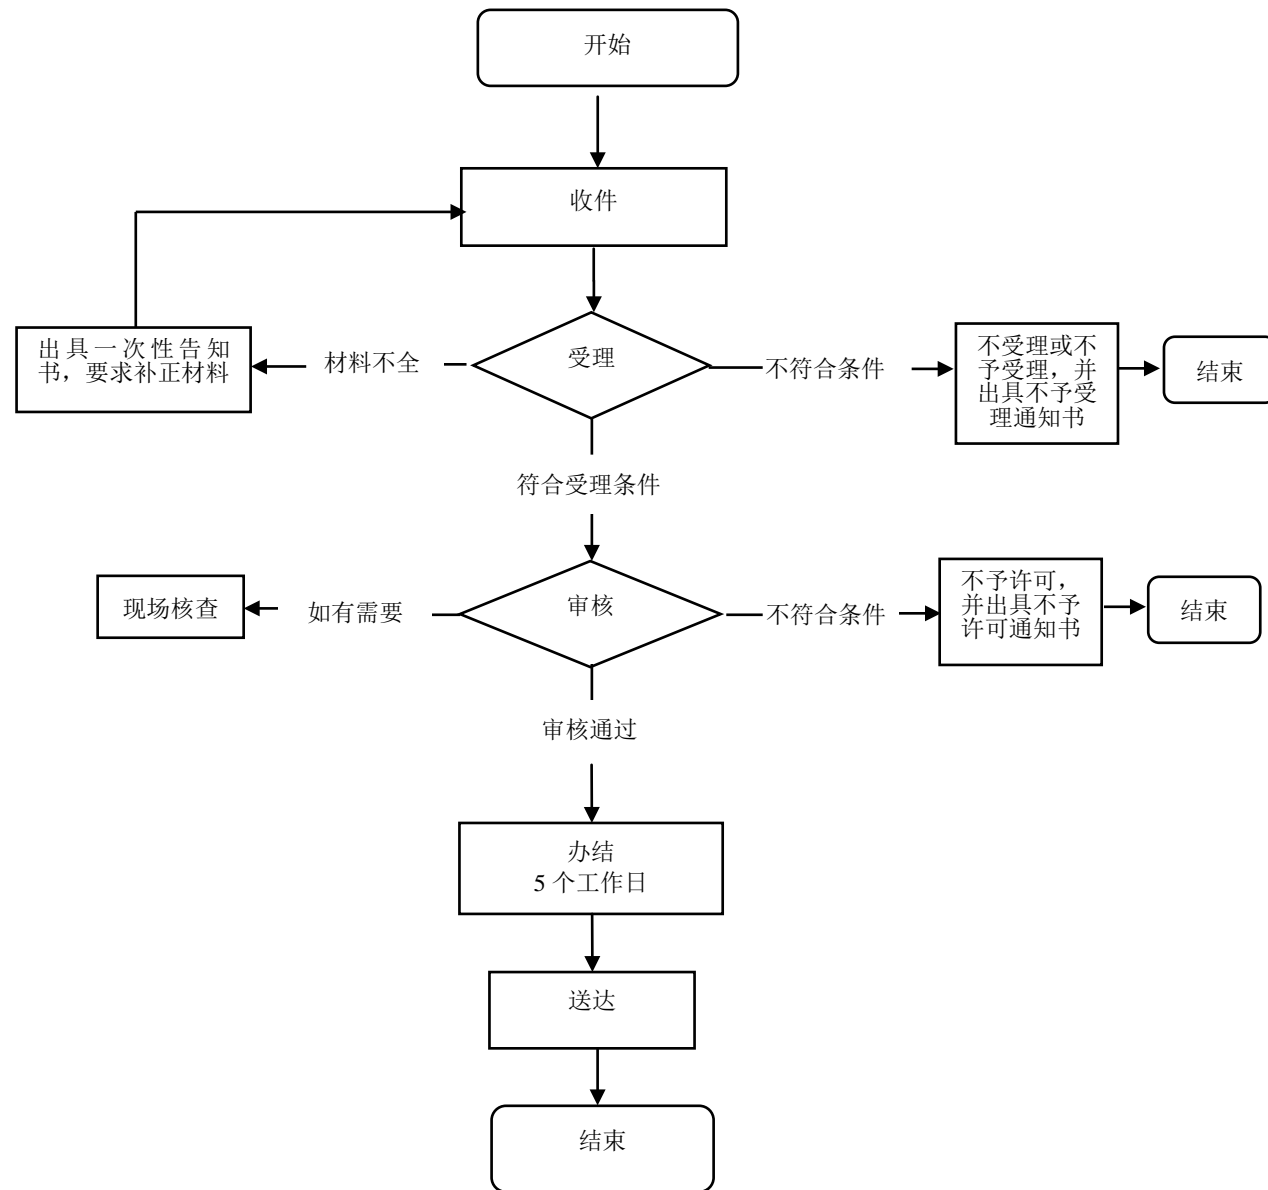 开始
收件
出具一次性告知
书，要求补正材料
材料不全
受理
不符合条件
不受理或不
予受理，并
出具不予受
理通知书
结束
符合受理条件
现场核查
如有需要
审核
不符合条件
不予许可，
并出具不予
许可通知书
结束
审核通过
办结
5 个工作日
送达
结束